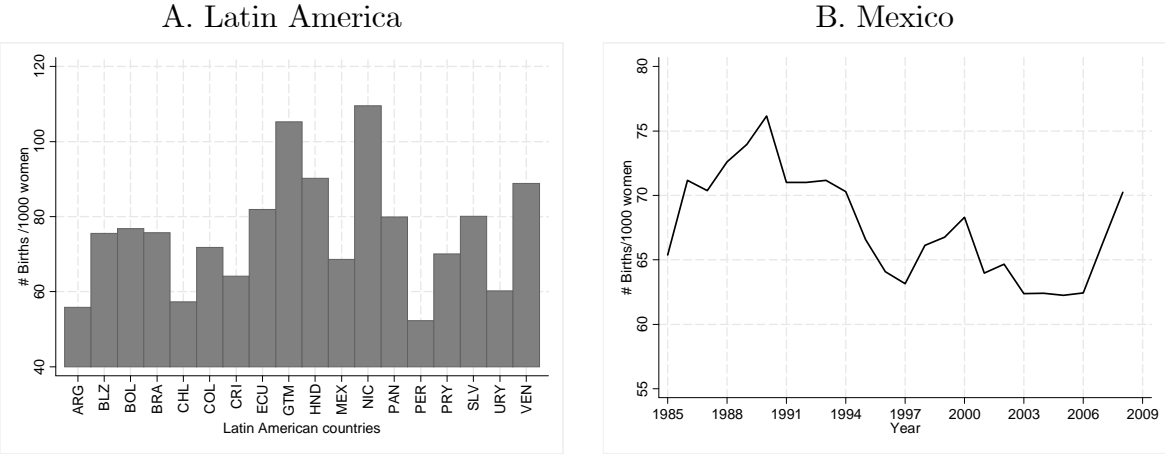 A. Latin America
# Births /1000 women
120
100
80
60
40
ARG
BLZ
BOL
BRA
CHL
COL
CRI
ECU
GTM
HND
MEX
NIC
PAN
PER
PRY
SLV
URY
VEN
Latin American countries
B. Mexico
# Births/1000 women
80
75
70
65
60
55
1985 1988 1991 1994 1997 2000 2003 2006 2009
Year